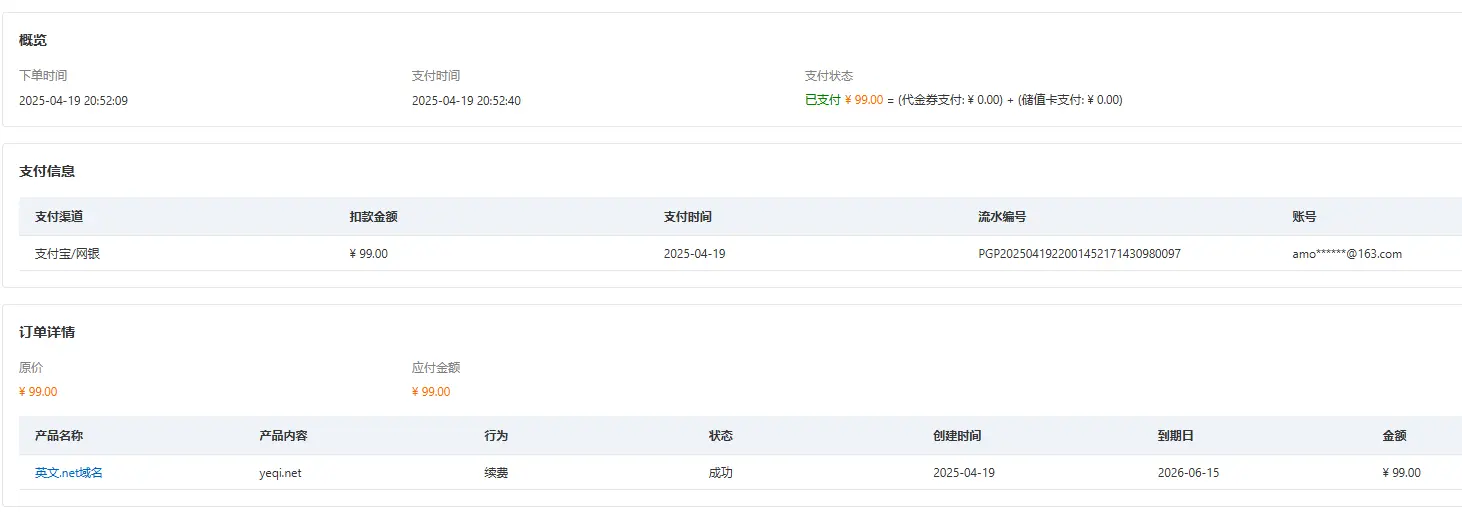 概览
下单时间 支付时间 支付状态
2025-04-19 20:52:09 2025-04-19 20:52:40 已支付 ¥ 99.00 = (代金券支付: ¥ 0.00) + (储值卡支付: ¥ 0.00)
支付信息
支付渠道 扣款金额 支付时间 流水编号 账号
支付宝/网银 ¥ 99.00 2025-04-19 PGP2025041922001452171430980097 amo******@163.com
订单详情
原价 应付金额
¥ 99.00 ¥ 99.00
产品名称 产品内容 行为 状态 创建时间 到期日 金额
英文.net域名 yeqi.net 续费 成功 2025-04-19 2026-06-15 ¥ 99.00